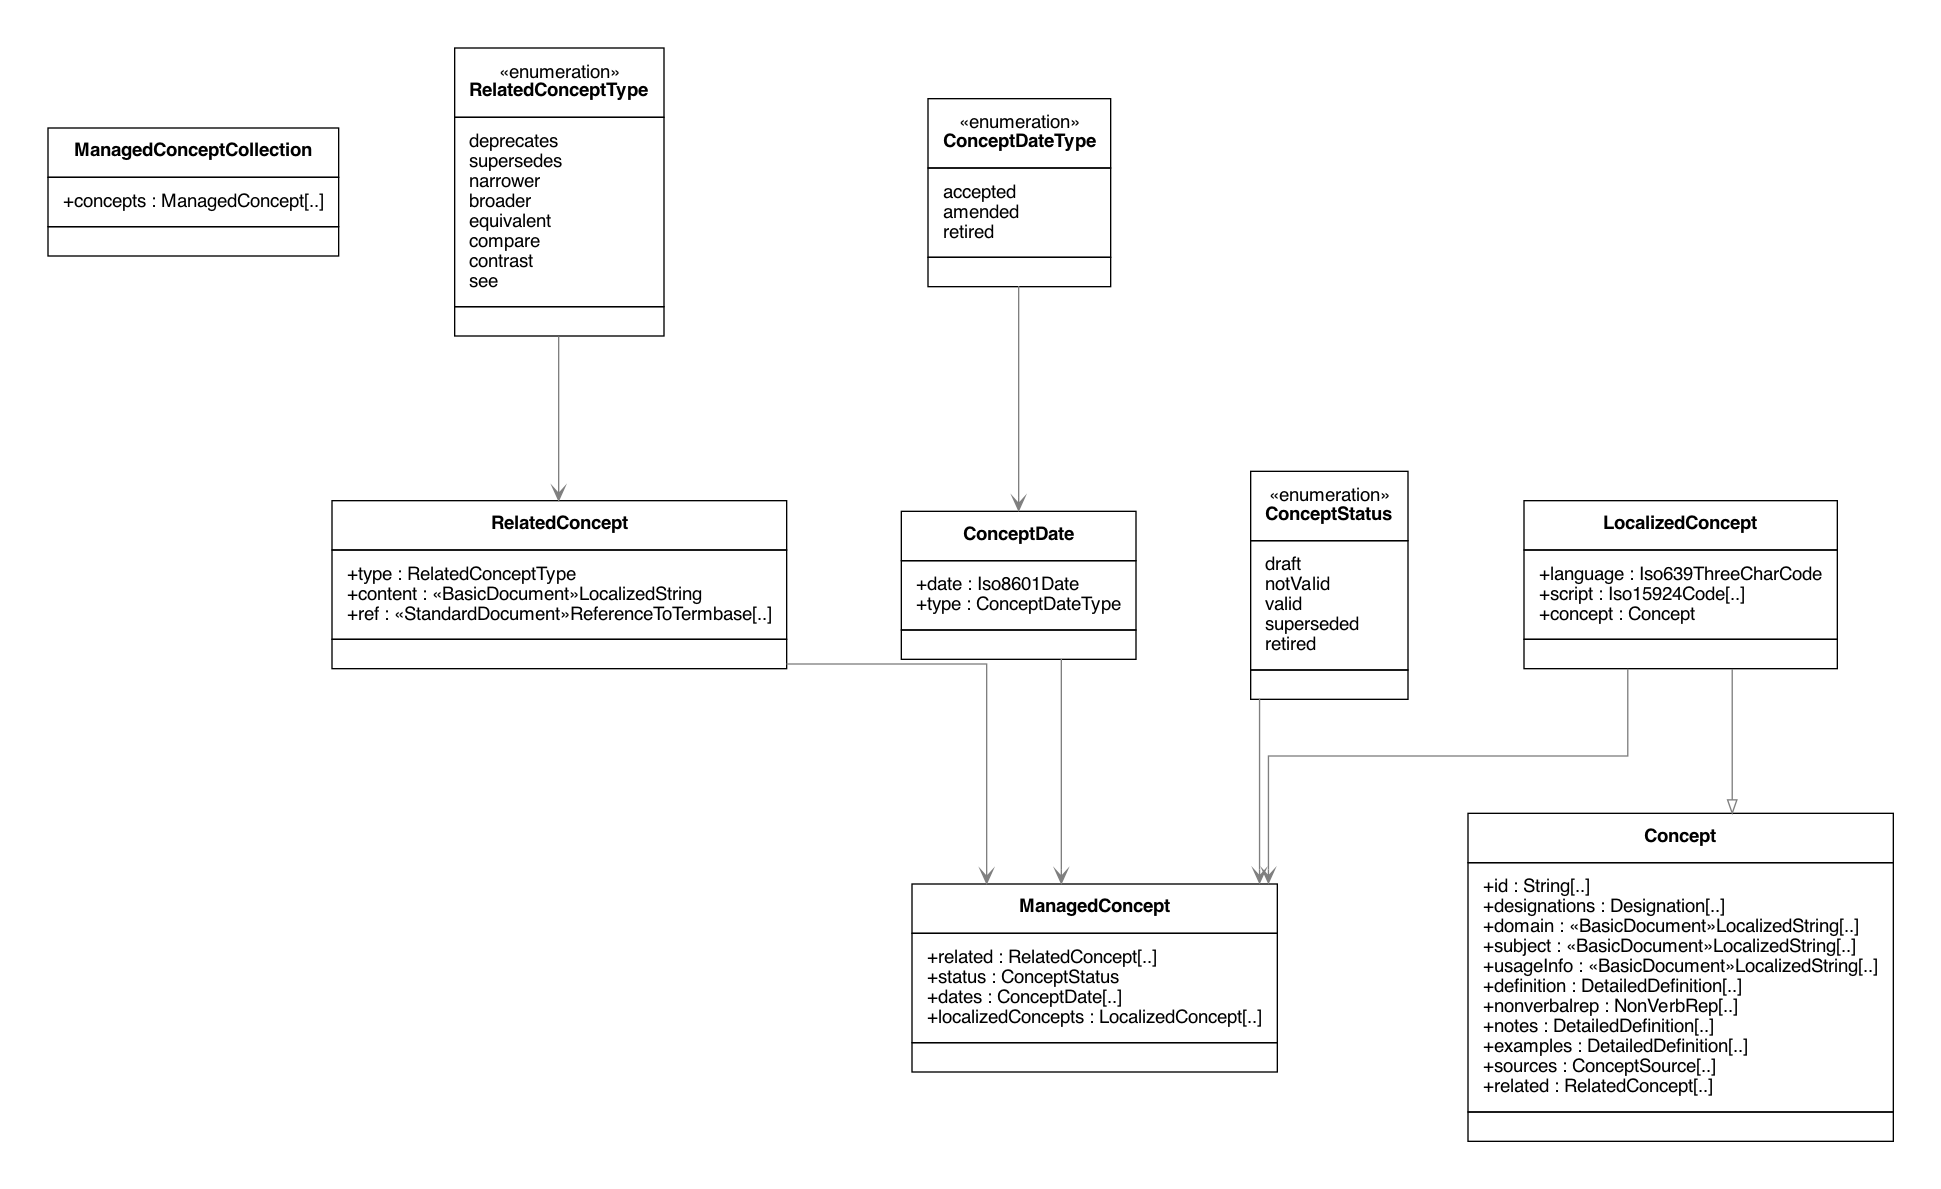 «enumeration»
RelatedConceptType
deprecates
supersedes
narrower
broader
equivalent
compare
contrast
see
«enumeration»
ConceptDateType
accepted
amended
retired
ManagedConceptCollection
+concepts : ManagedConcept[..]
«enumeration»
ConceptStatus
draft
notValid
valid
superseded
retired
RelatedConcept
+type : RelatedConceptType
+content : «BasicDocument»LocalizedString
+ref : «StandardDocument»ReferenceToTermbase[..]
ConceptDate
+date : Iso8601Date
+type : ConceptDateType
LocalizedConcept
+language : Iso639ThreeCharCode
+script : Iso15924Code[..]
+concept : Concept
ManagedConcept
+related : RelatedConcept[..]
+status : ConceptStatus
+dates : ConceptDate[..]
+localizedConcepts : LocalizedConcept[..]
Concept
+id : String[..]
+designations : Designation[..]
+domain : «BasicDocument»LocalizedString[..]
+subject : «BasicDocument»LocalizedString[..]
+usageInfo : «BasicDocument»LocalizedString[..]
+definition : DetailedDefinition[..]
+nonverbalrep : NonVerbRep[..]
+notes : DetailedDefinition[..]
+examples : DetailedDefinition[..]
+sources : ConceptSource[..]
+related : RelatedConcept[..]